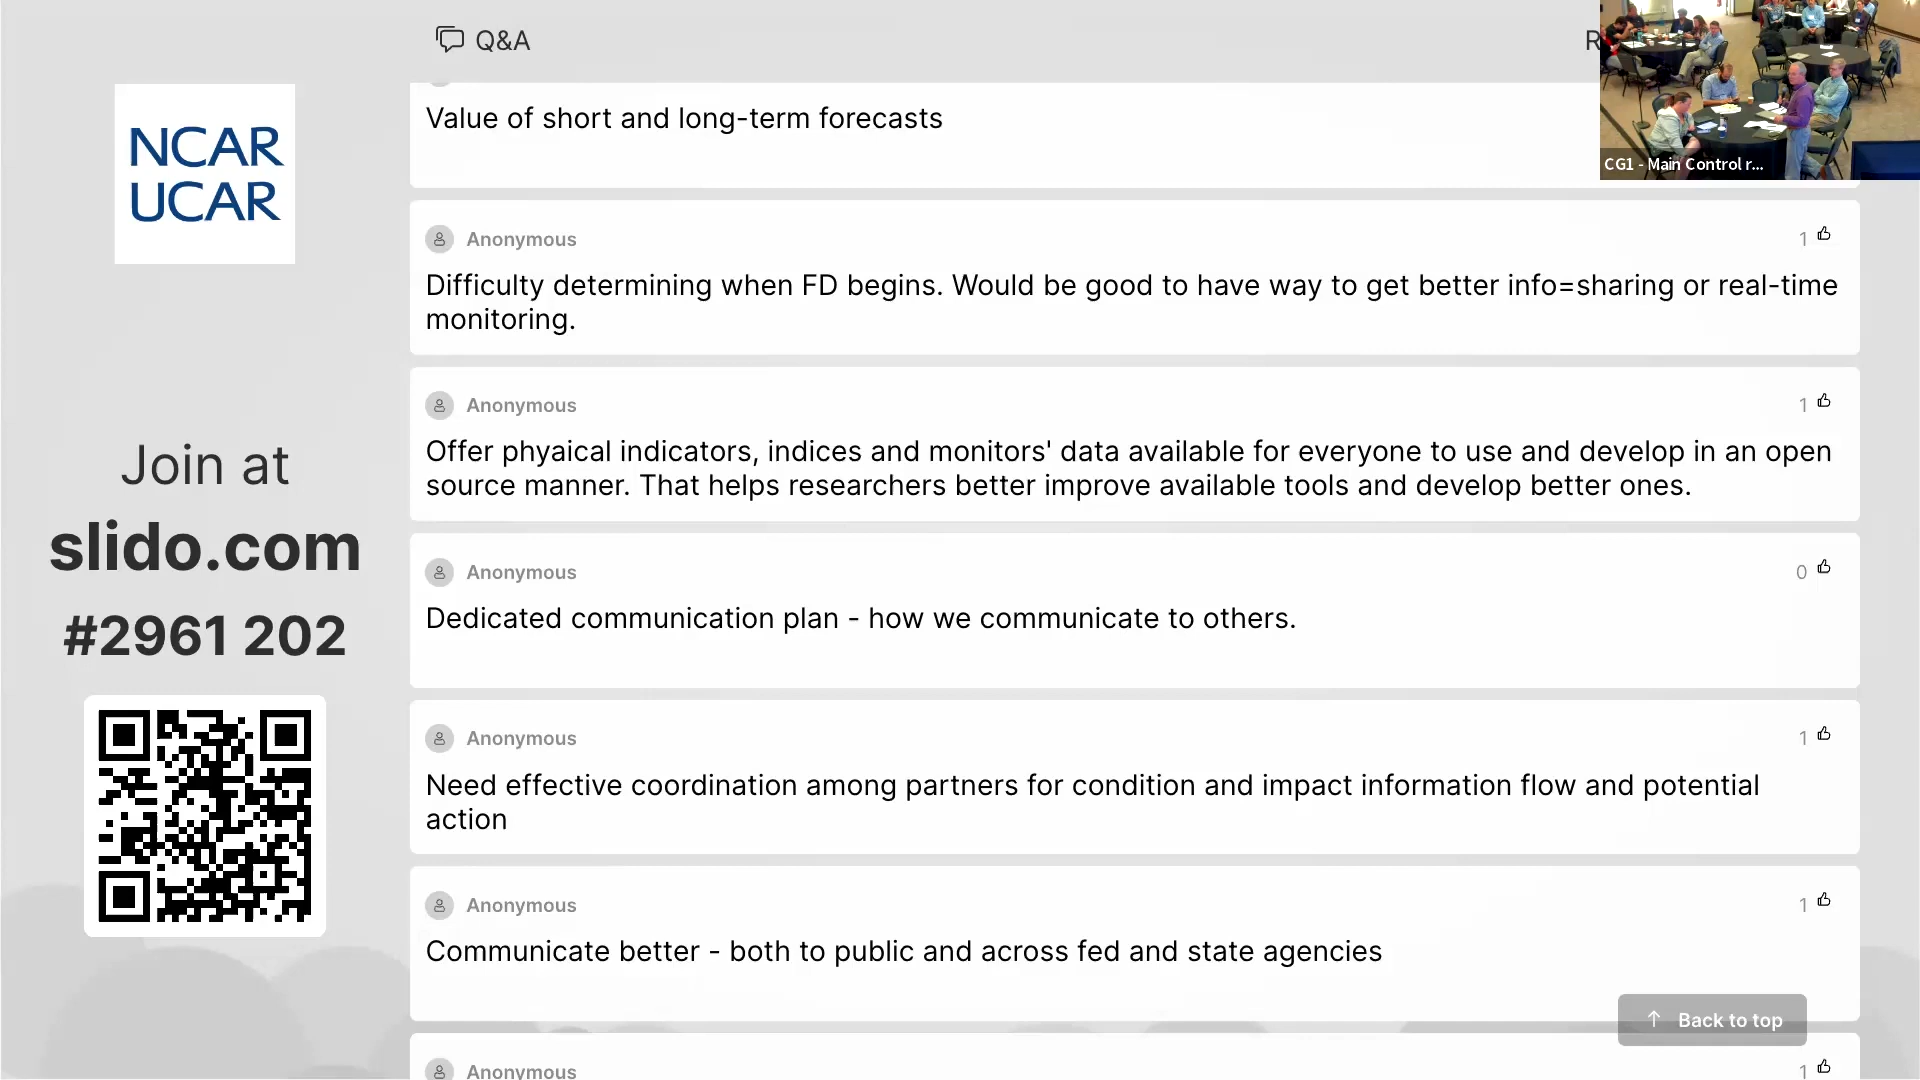 Q&A
R
CG1 - Main Control r...
NCAR
UCAR
Join at
slido.com
#2961 202
Value of short and long-term forecasts
Anonymous
1
Difficulty determining when FD begins. Would be good to have way to get better info=sharing or real-time
monitoring.
Anonymous
1
Offer phyaical indicators, indices and monitors' data available for everyone to use and develop in an open
source manner. That helps researchers better improve available tools and develop better ones.
Anonymous
0
Dedicated communication plan - how we communicate to others.
Anonymous
1
Need effective coordination among partners for condition and impact information flow and potential
action
Anonymous
1
Communicate better - both to public and across fed and state agencies
Back to top
Anonymous
1